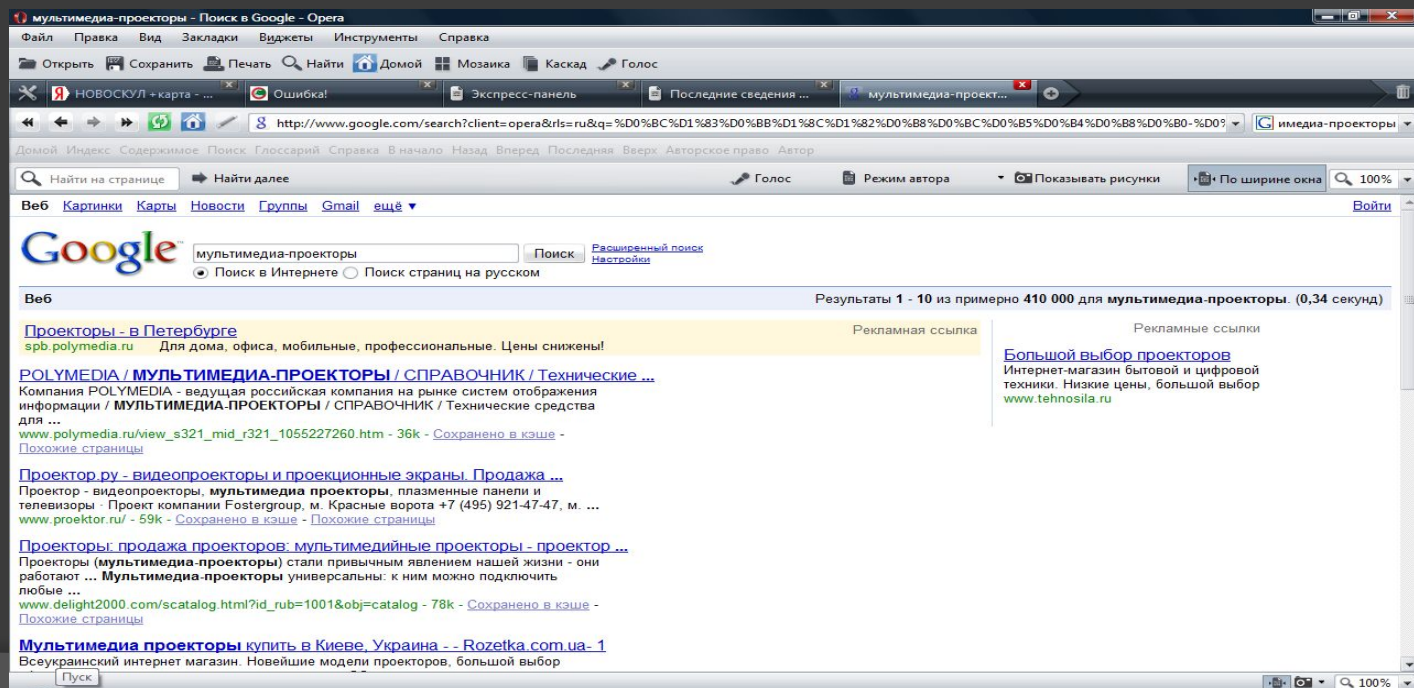 мультимедиа-проекторы - Поиск в Google - Opera
Файл Правка Вид Закладки Виджеты Инструменты Справка
Открыть Сохранить Печать Найти Домой Мозаика Каскад Голос
НОВОСКУЛ +карта - ... Ошибка! Экспресс-панель Последние сведения ... мультимедиа-проект...
http://www.google.com/search?client=opera&rls=ru&q=%D0%BC%D1%83%D0%BB%D1%8C%D1%82%D0%B8%D0%BC%D0%B5%D0%B4%D0%B8%D0%B0-%D0° имедиа-проекторы
Домой Индекс Содержимое Поиск Глоссарий Справка В начало Назад Вперед Последняя Вверх Авторское право Автор
Найти на странице Найти далее Голос Режим автора Показывать рисунки По ширине окна 100%
Веб Картинки Карты Новости Группы Gmail ещё ▼ Войти
Google мультимедиа-проекторы Поиск Расширенный поиск
Настройки
Поиск в Интернете Поиск страниц на русском
Веб Результаты 1 - 10 из примерно 410 000 для мультимедиа-проекторы. (0,34 секунд)
Проекторы - в Петербурге Рекламная ссылка
spb.polymedia.ru Для дома, офиса, мобильные, профессиональные. Цены снижены!
Рекламные ссылки
Большой выбор проекторов
Интернет-магазин бытовой и цифровой
техники. Низкие цены, большой выбор
www.tehnosila.ru
POLYMEDIA / МУЛЬТИМЕДИА-ПРОЕКТОРЫ / СПРАВОЧНИК / Технические ...
Компания POLYMEDIA - ведущая российская компания на рынке систем отображения
информации / МУЛЬТИМЕДИА-ПРОЕКТОРЫ / СПРАВОЧНИК / Технические средства
для ...
www.polymedia.ru/view_s321_mid_r321_1055227260.htm - 36k - Сохранено в кэше -
Похожие страницы
Проектор.ру - видеопроекторы и проекционные экраны. Продажа ...
Проектор - видеопроекторы, мультимедиа проекторы, плазменные панели и
телевизоры · Проект компании Fostergroup, м. Красные ворота +7 (495) 921-47-47, м. ...
www.proektor.ru/ - 59k - Сохранено в кэше - Похожие страницы
Проекторы: продажа проекторов: мультимедийные проекторы - проектор ...
Проекторы (мультимедиа-проекторы) стали привычным явлением нашей жизни - они
работают ... Мультимедиа-проекторы универсальны: к ним можно подключить
любые ...
www.delight2000.com/scatalog.html?id_rub=1001&obj=catalog - 78k - Сохранено в кэше -
Похожие страницы
Мультимедиа проекторы купить в Киеве, Украина - - Rozetka.com.ua- 1
Всеукраинский интернет магазин. Новейшие модели проекторов, большой выбор
Пуск
100%